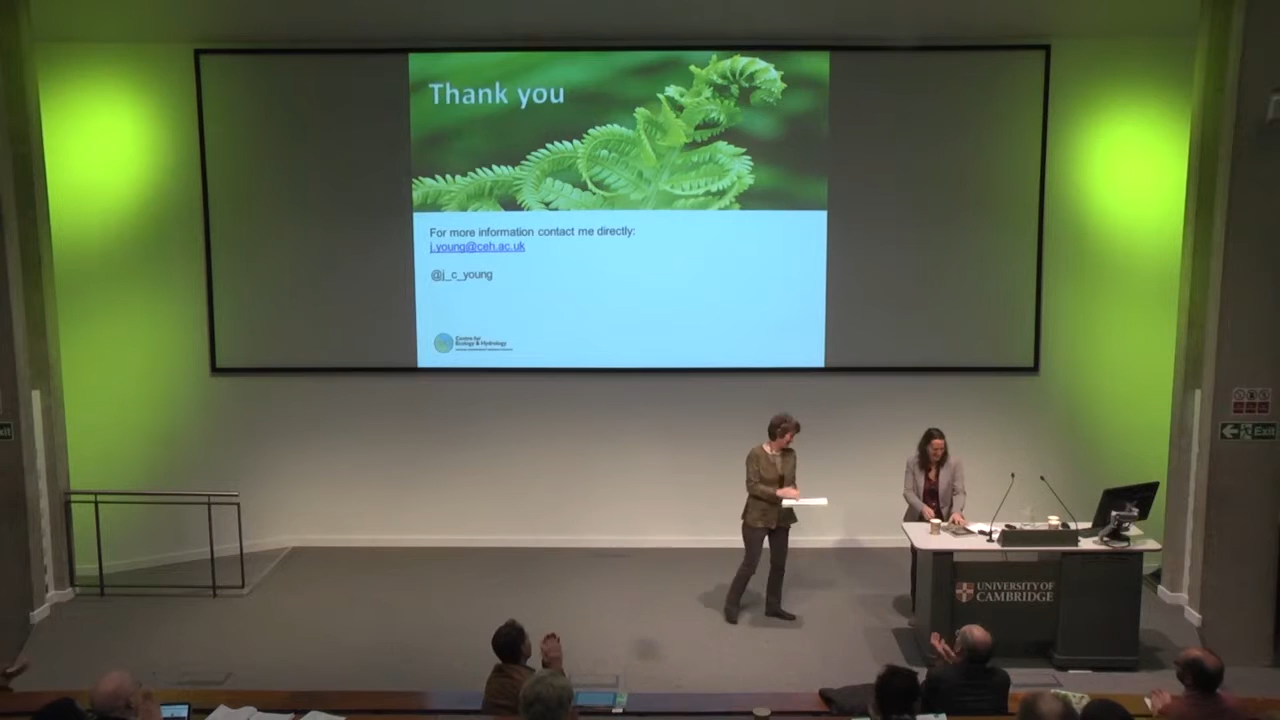 Thank you
For more information contact me directly:
j.young@ceh.ac.uk
@j_c_young
Centre for
Ecology & Hydrology
Exit
UNIVERSITY OF
CAMBRIDGE